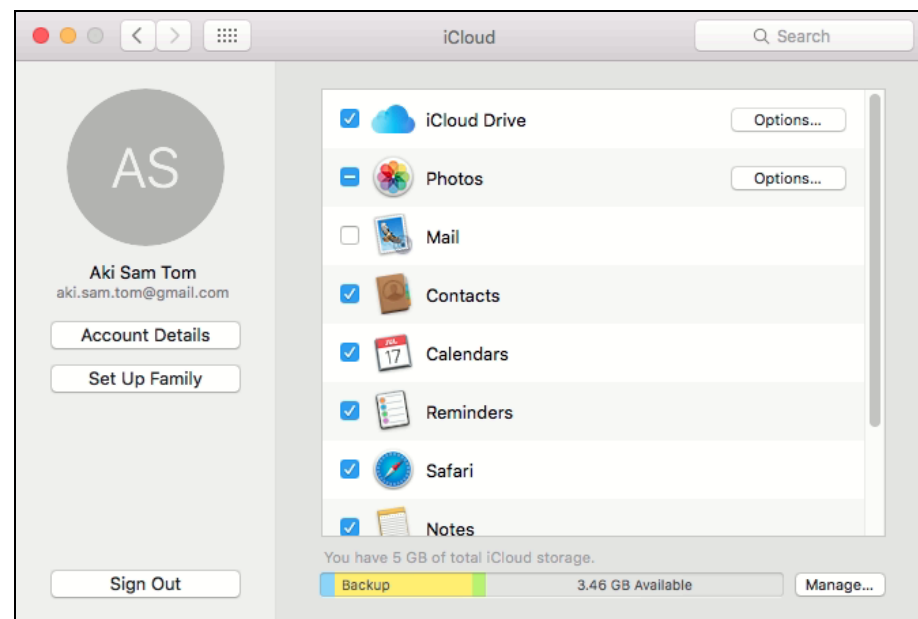 iCloud
Search
AS
Aki Sam Tom
aki.sam.tom@gmail.com
Account Details
Set Up Family
Sign Out
iCloud Drive
Options...
Photos
Options...
Mail
Contacts
JUL
17
Calendars
Reminders
Safari
Notes
You have 5 GB of total iCloud storage.
Backup
3.46 GB Available
Manage...